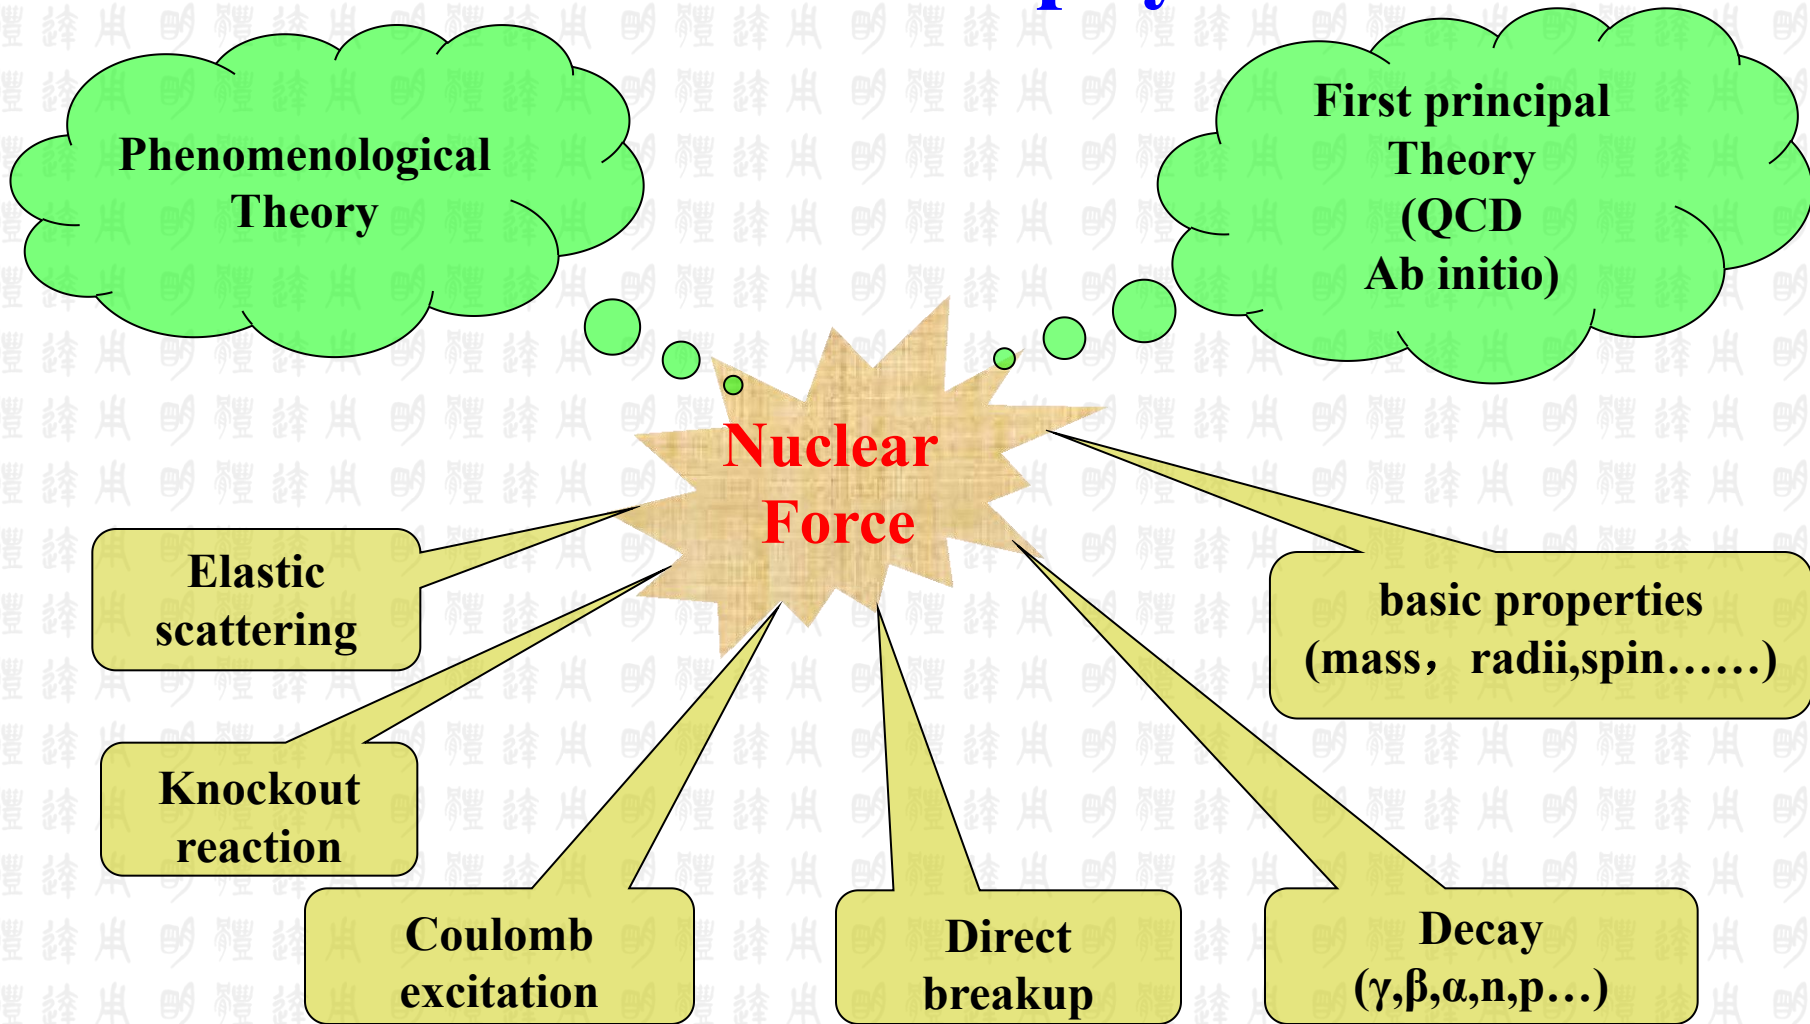 Phenomenological
Theory
First principal
Theory
(QCD
Ab initio)
Nuclear
Force
Elastic
scattering
basic properties
(mass， radii,spin……)
Knockout
reaction
Coulomb
excitation
Direct
breakup
Decay
(γ,β,α,n,p…)